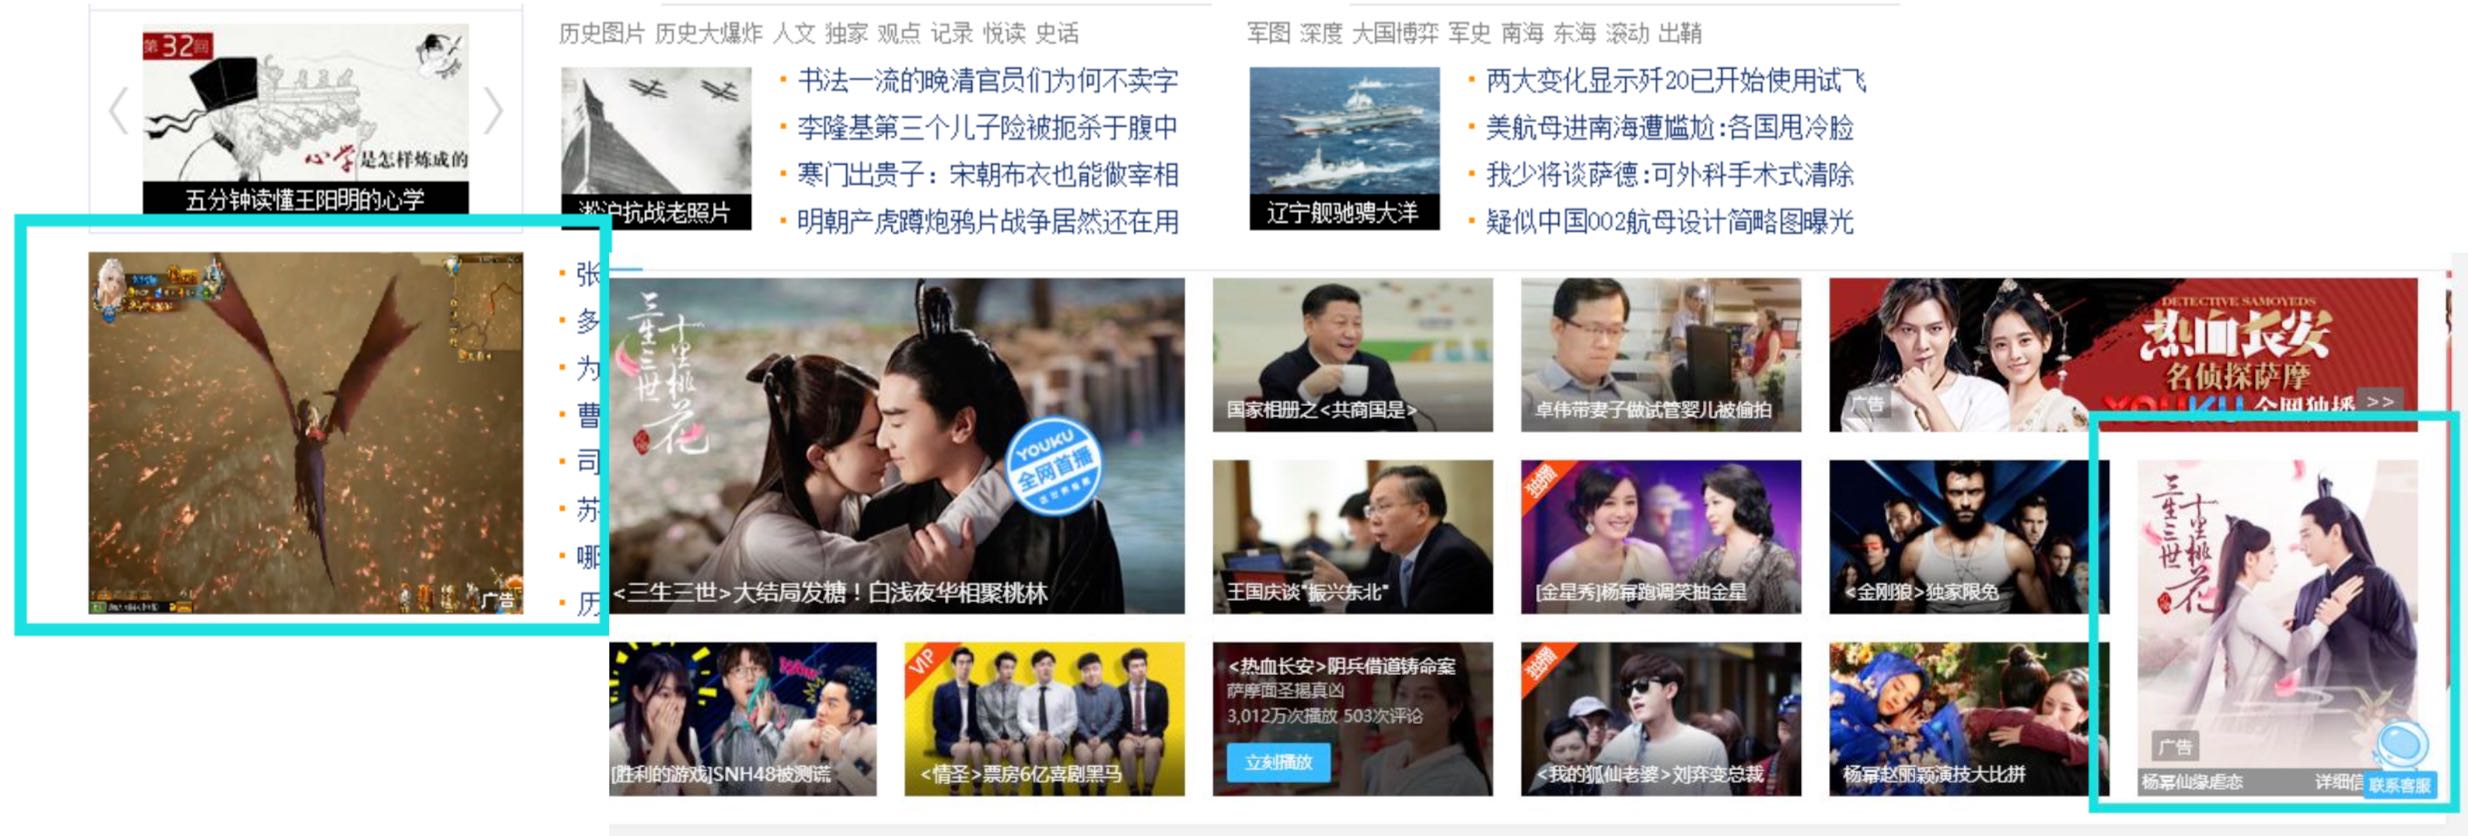 第32回
心学是怎样炼成的
五分钟读懂王阳明的心学
历史图片 历史大爆炸 人文 独家 观点 记录 悦读 史话
淞沪抗战老照片
书法一流的晚清官员们为何不卖字
李隆基第三个儿子险被扼杀于腹中
寒门出贵子：宋朝布衣也能做宰相
明朝产虎蹲炮鸦片战争居然还在用
军图 深度 大国博弈 军史 南海 东海 滚动 出鞘
辽宁舰驰骋大洋
两大变化显示歼20已开始使用试飞
美航母进南海遭尴尬:各国甩冷脸
我少将谈萨德:可外科手术式清除
疑似中国002航母设计简略图曝光
广告
张
多
为
曹
司
苏
哪
历
三生三世
十里桃花
YOUKU
全网首播
<三生三世>大结局发糖！白浅夜华相聚桃林
国家相册之<共商国是>
卓伟带妻子做试管婴儿被偷拍
DETECTIVE SAMOYEDS
热血长安
名侦探萨摩
YOUKU 全网独播
广告
>>
王国庆谈"振兴东北"
独播
[金星秀]杨幂跑调笑抽金星
<金刚狼>独家限免
三生三世
十里桃花
广告
杨幂仙缘虐恋
详细信
联系客服
[胜利的游戏]SNH48被测谎
VIP
<情圣>票房6亿喜剧黑马
<热血长安>阴兵借道铸命案
萨摩面圣揭真凶
3,012万次播放 503次评论
立刻播放
独播
<我的狐仙老婆>刘弈变总裁
杨幂赵丽颖演技大比拼